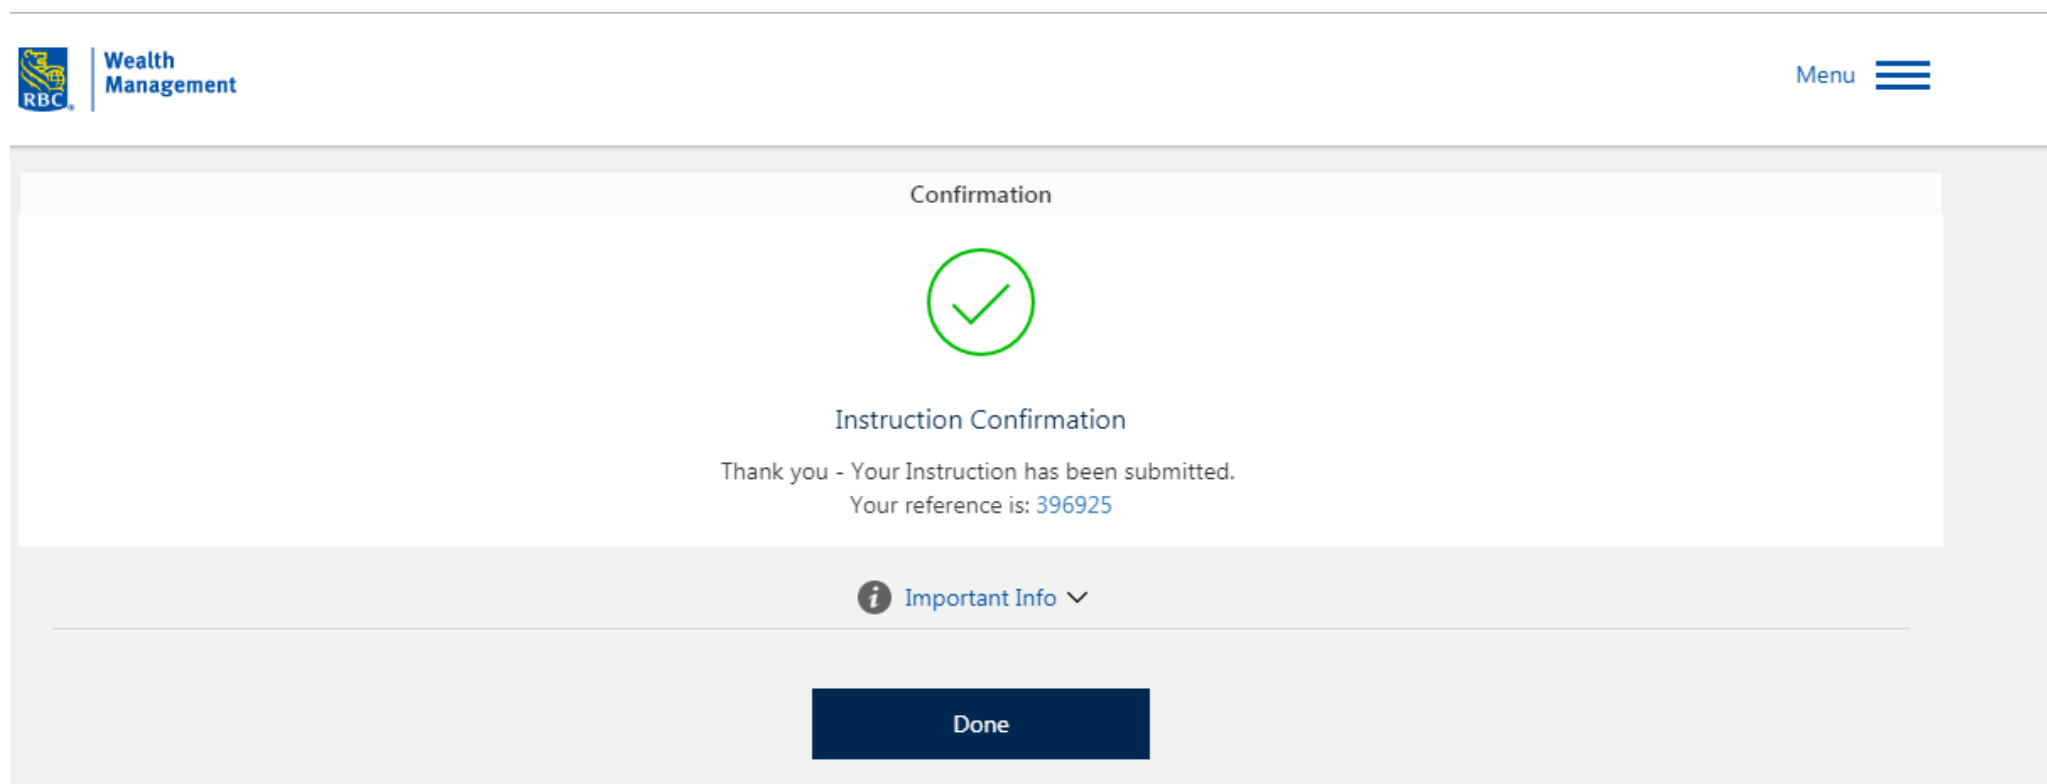 RBC
Wealth
Management
Menu
Confirmation
Instruction Confirmation
Thank you - Your Instruction has been submitted.
Your reference is: 396925
i Important Info
Done